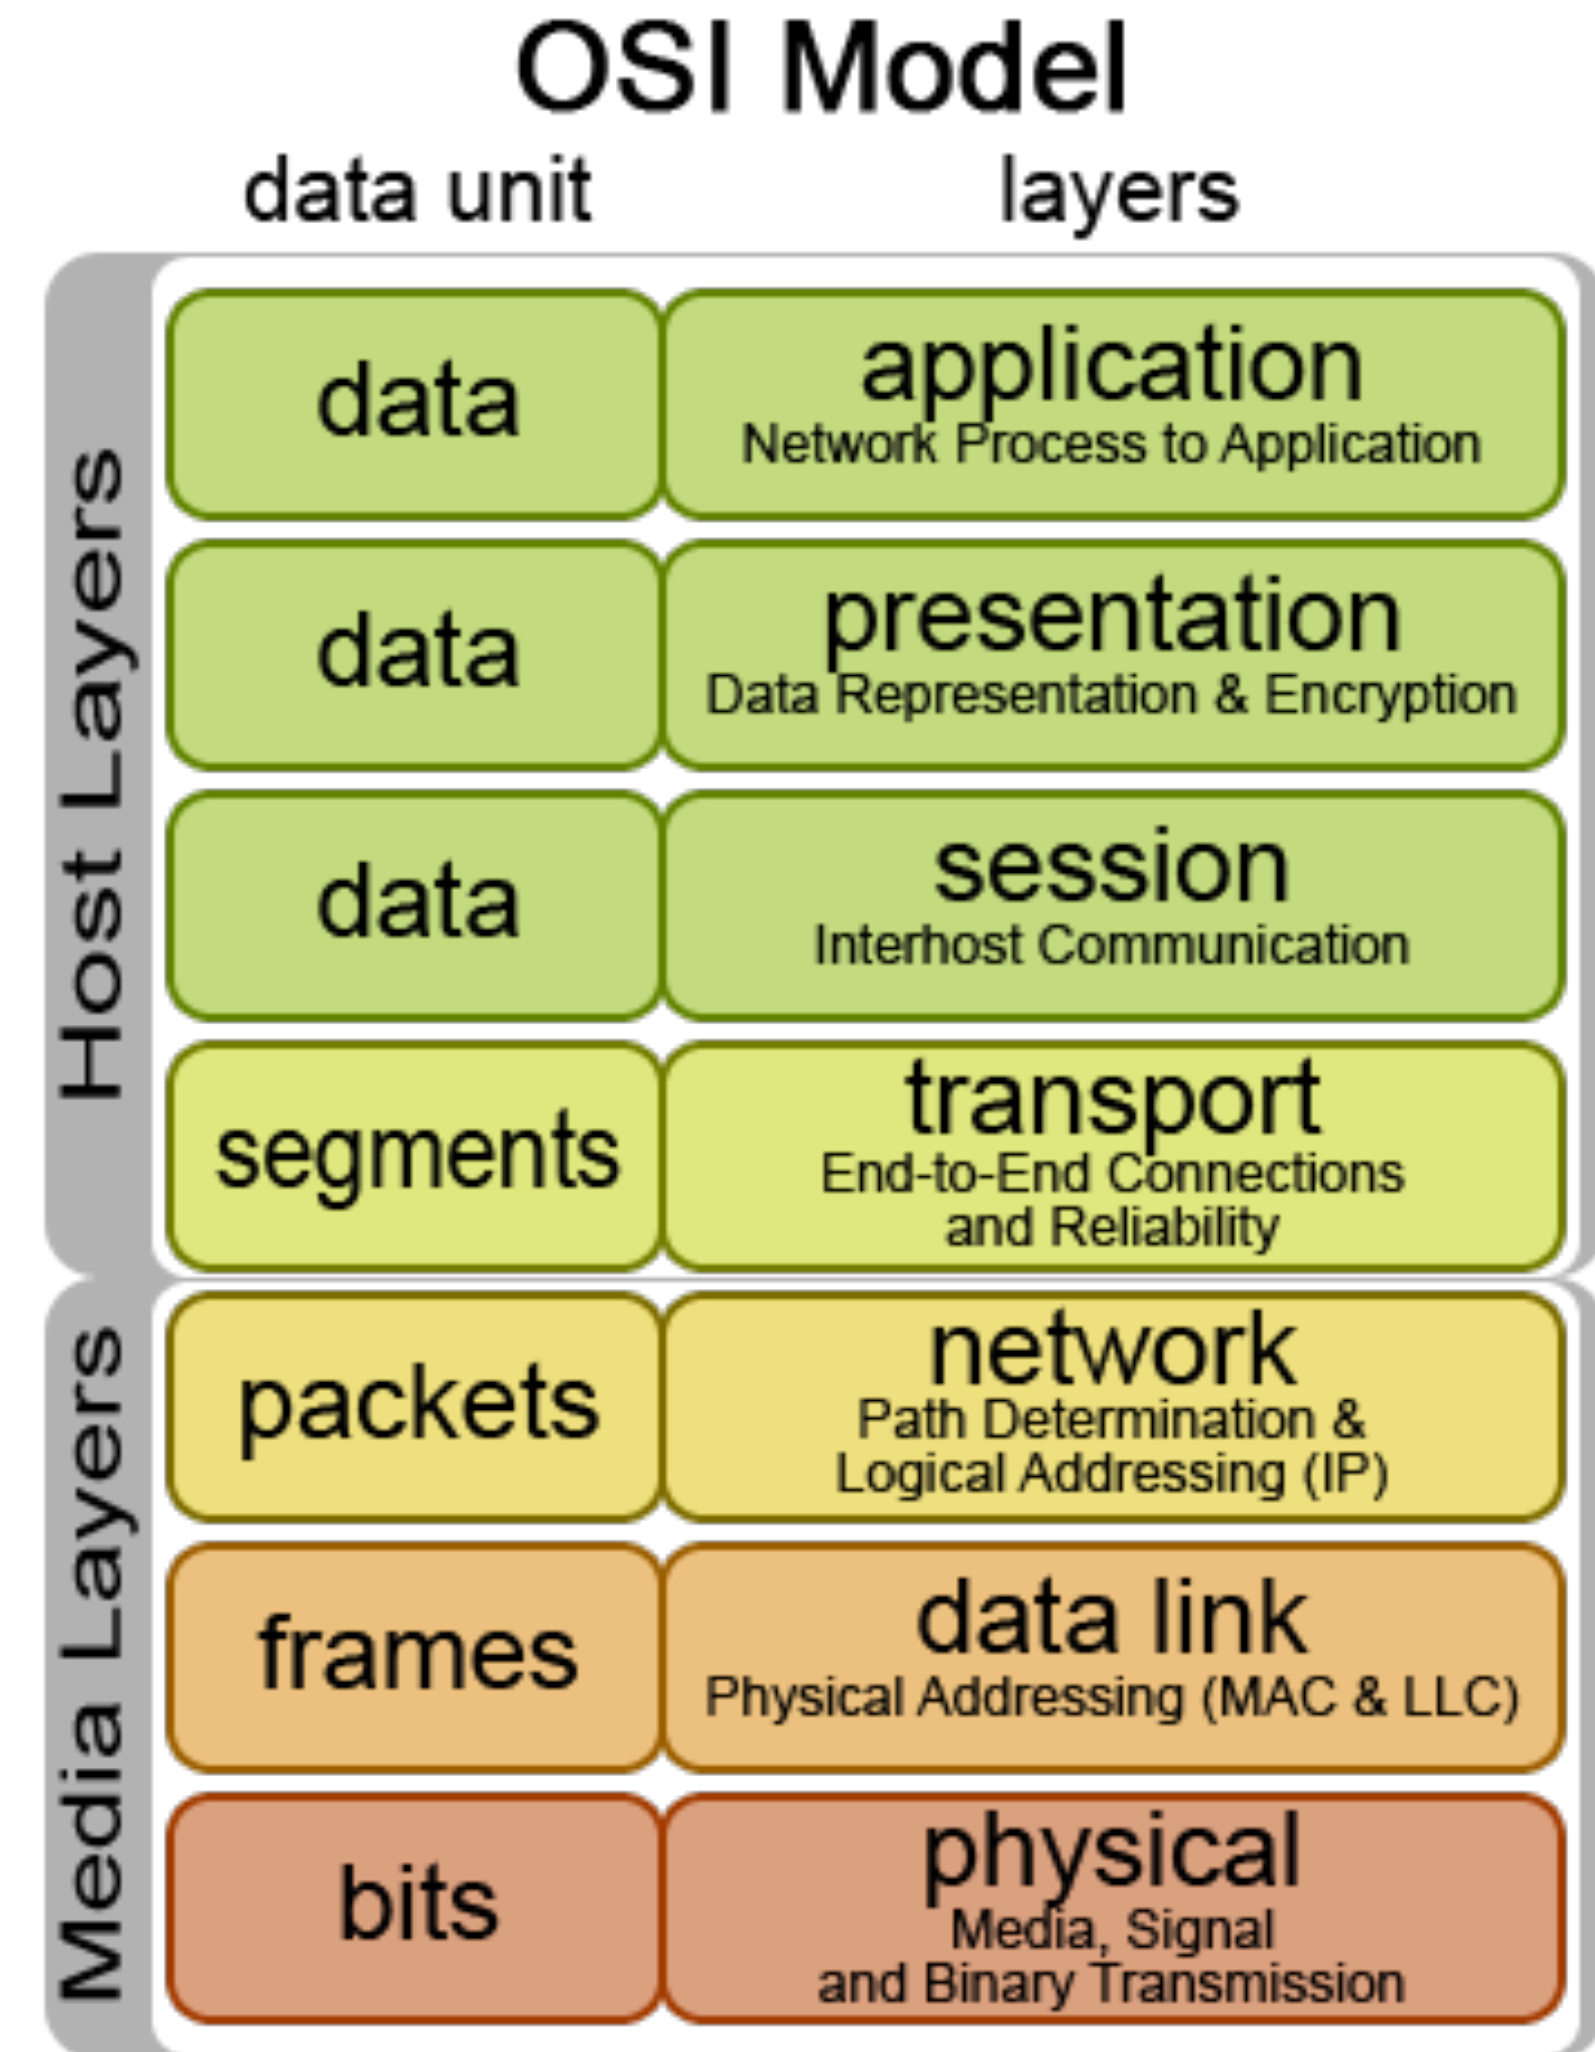 OSI Model
data unit
layers
Host Layers
data
application
Network Process to Application
data
presentation
Data Representation & Encryption
data
session
Interhost Communication
segments
transport
End-to-End Connections
and Reliability
Media Layers
packets
network
Path Determination &
Logical Addressing (IP)
frames
data link
Physical Addressing (MAC & LLC)
bits
physical
Media, Signal
and Binary Transmission